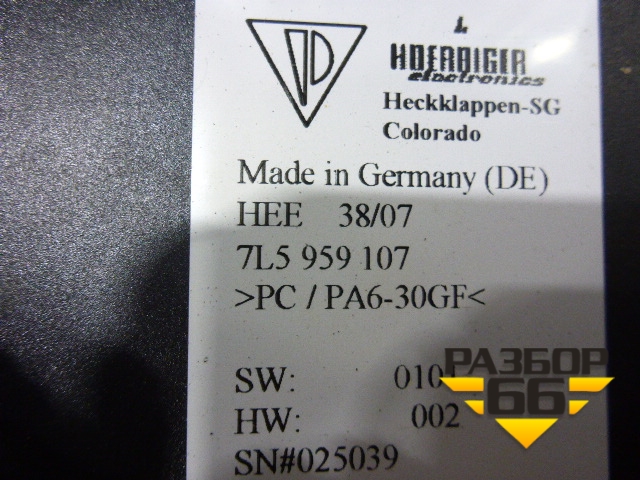 HOERBIGER
electronics
Heckklappen-SG
Colorado
Made in Germany (DE)
HEE 38/07
7L5 959 107
>PC / PA6-30GF<
SW:
HW: 002
SN#025039
РАЗБОР
66